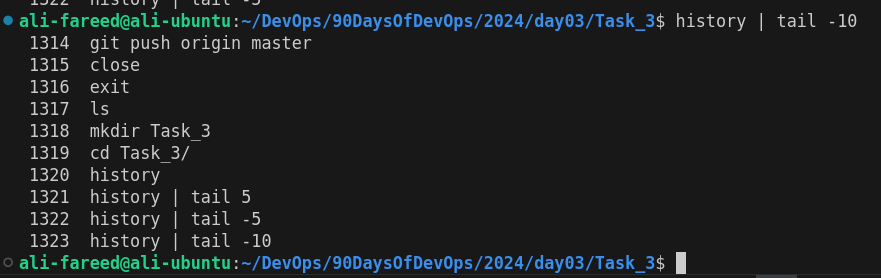 1322 history | tail -5
ali-fareed@ali-ubuntu:~/DevOps/90DaysOfDevOps/2024/day03/Task_3$ history | tail -10
1314 git push origin master
1315 close
1316 exit
1317 ls
1318 mkdir Task_3
1319 cd Task_3/
1320 history
1321 history | tail 5
1322 history | tail -5
1323 history | tail -10
ali-fareed@ali-ubuntu:~/DevOps/90DaysOfDevOps/2024/day03/Task_3$